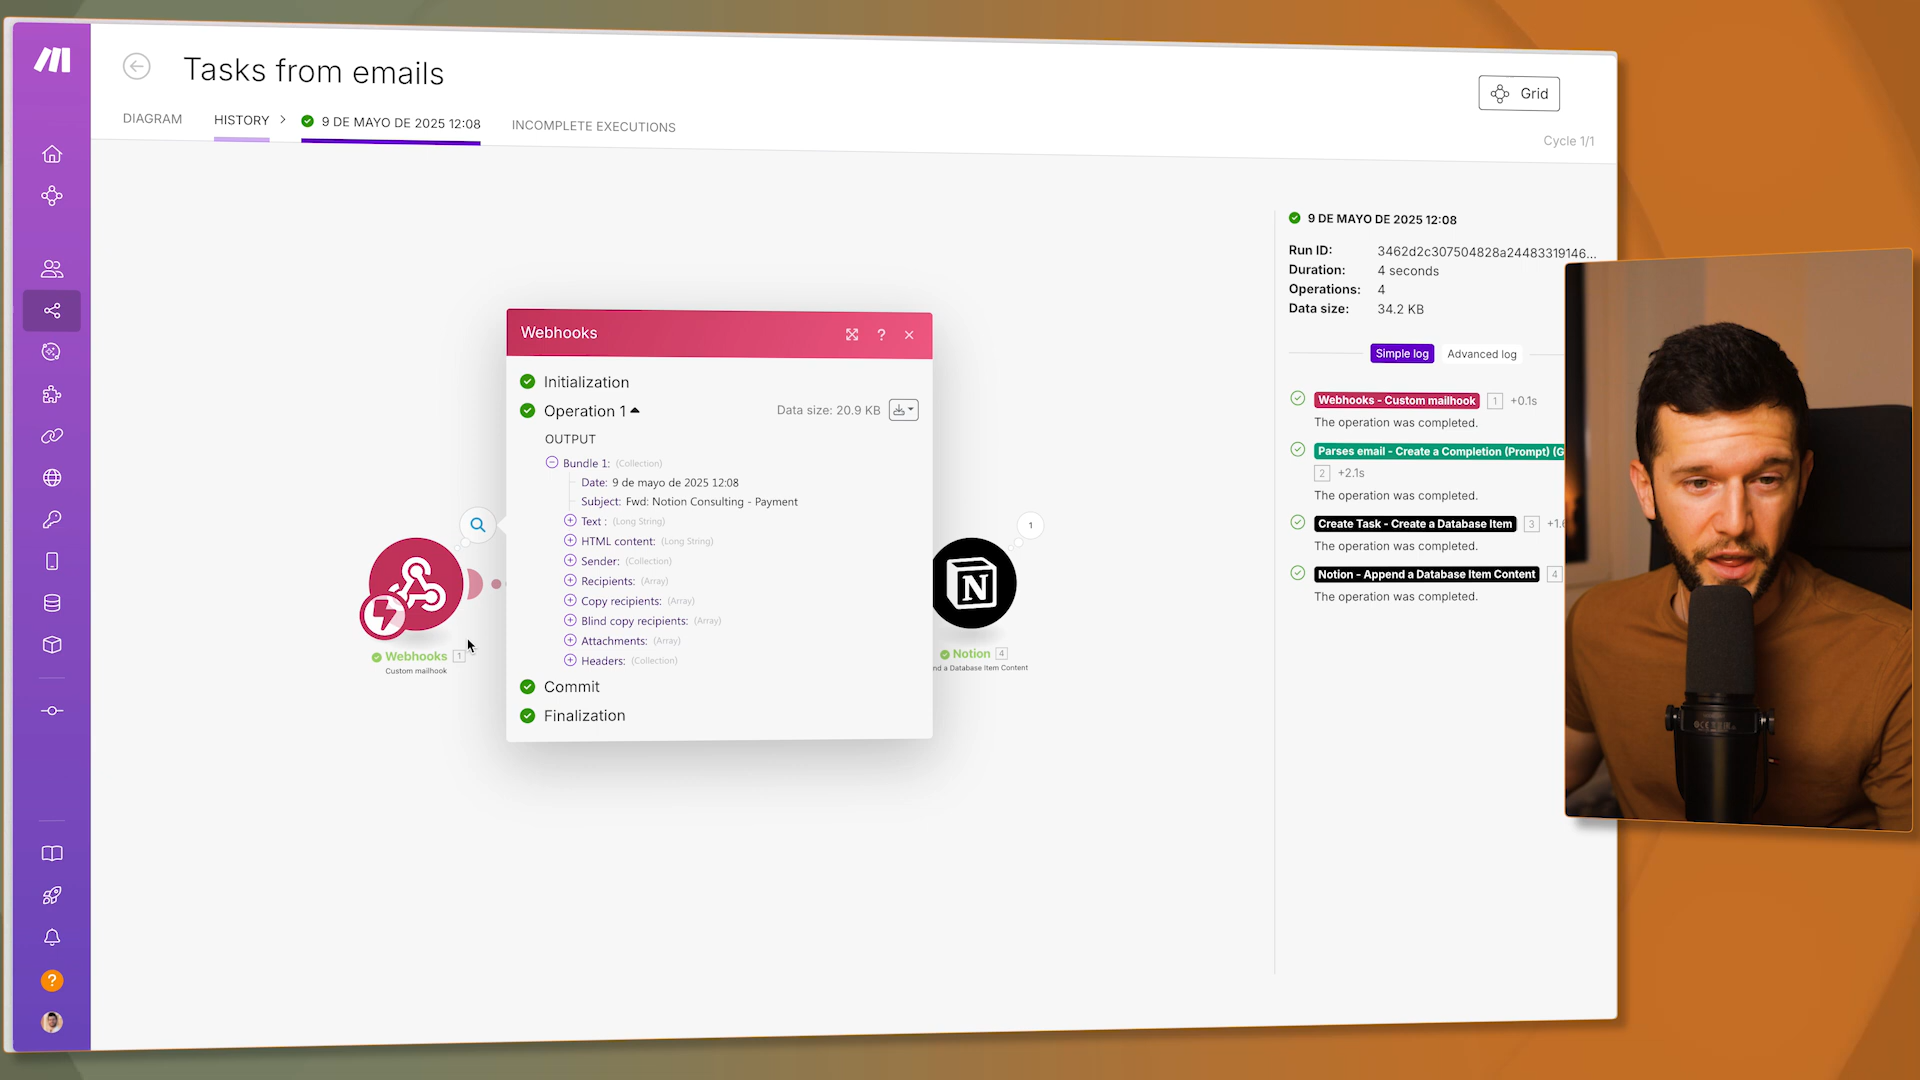 Tasks from emails
Grid
DIAGRAM
HISTORY
9 DE MAYO DE 2025 12:08
INCOMPLETE EXECUTIONS
Cycle 1/1
Webhooks
?
Initialization
Operation 1
Data size: 20.9 KB
OUTPUT
Bundle 1: (Collection)
Date: 9 de mayo de 2025 12:08
Subject: Fwd: Notion Consulting - Payment
Text : (Long String)
HTML content: (Long String)
Sender: (Collection)
Recipients: (Array)
Copy recipients: (Array)
Blind copy recipients: (Array)
Attachments: (Array)
Headers: (Collection)
Commit
Finalization
Webhooks 1
Custom mailhook
1
N
Notion 4
nd a Database Item Content
9 DE MAYO DE 2025 12:08
Run ID: 3462d2c307504828a24483319146...
Duration: 4 seconds
Operations: 4
Data size: 34.2 KB
Simple log
Advanced log
Webhooks - Custom mailhook 1 +0.1s
The operation was completed.
Parses email - Create a Completion (Prompt) (G
2 +2.1s
The operation was completed.
Create Task - Create a Database Item 3 +1.6
The operation was completed.
Notion - Append a Database Item Content 4
The operation was completed.
?